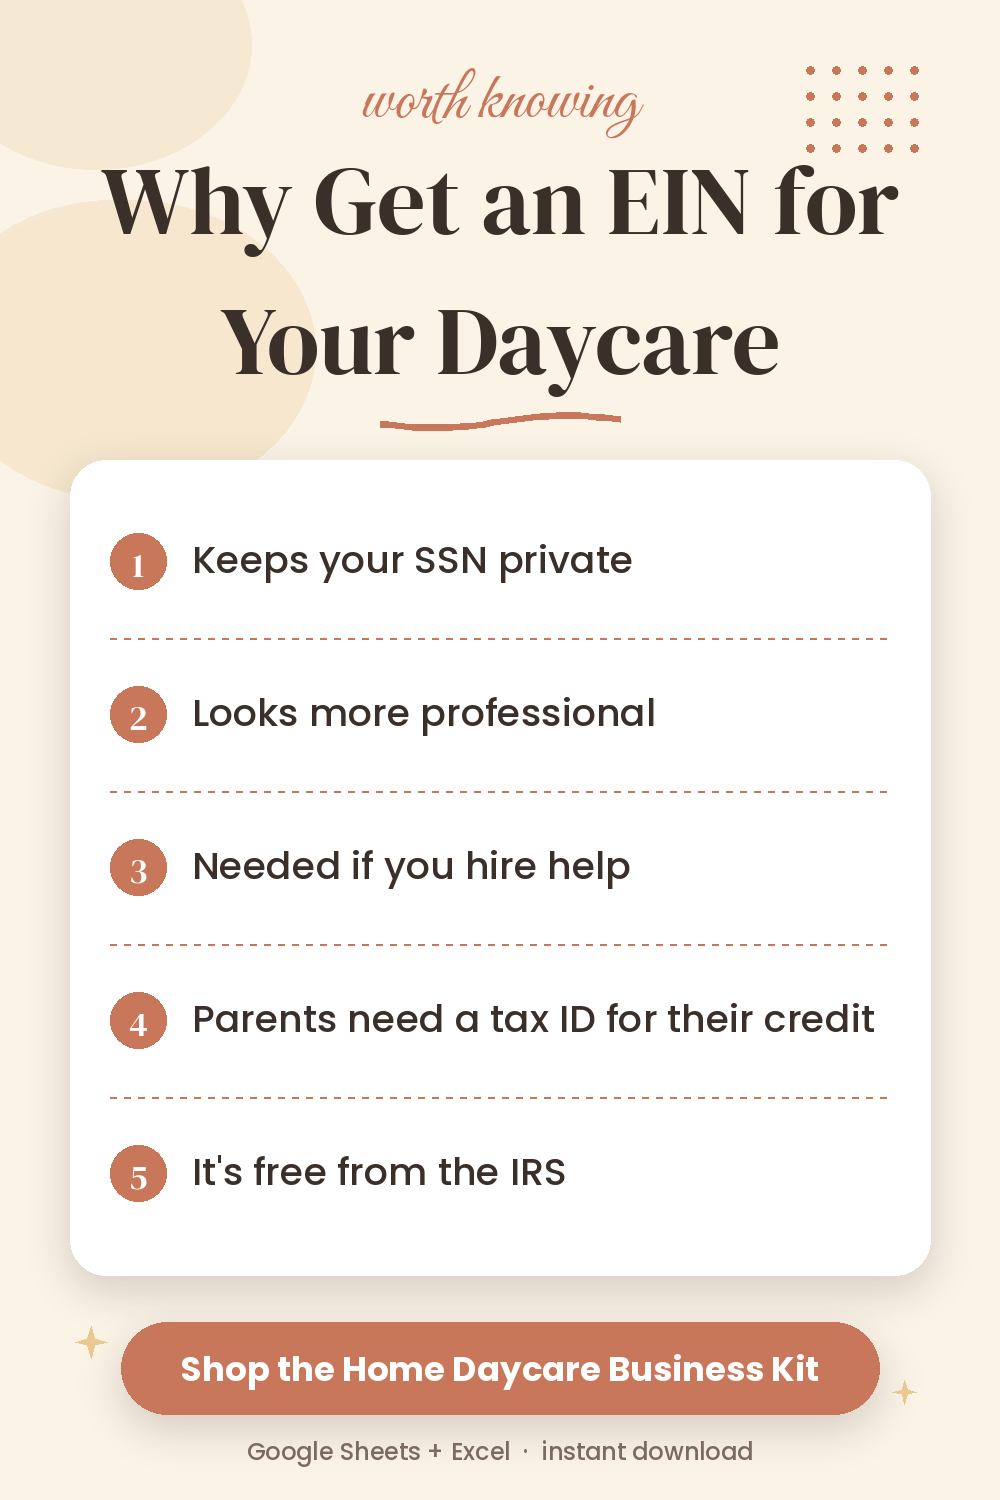 worth knowing
Why Get an EIN for
Your Daycare
1 Keeps your SSN private
2 Looks more professional
3 Needed if you hire help
4 Parents need a tax ID for their credit
5 It's free from the IRS
Shop the Home Daycare Business Kit
Google Sheets + Excel · instant download